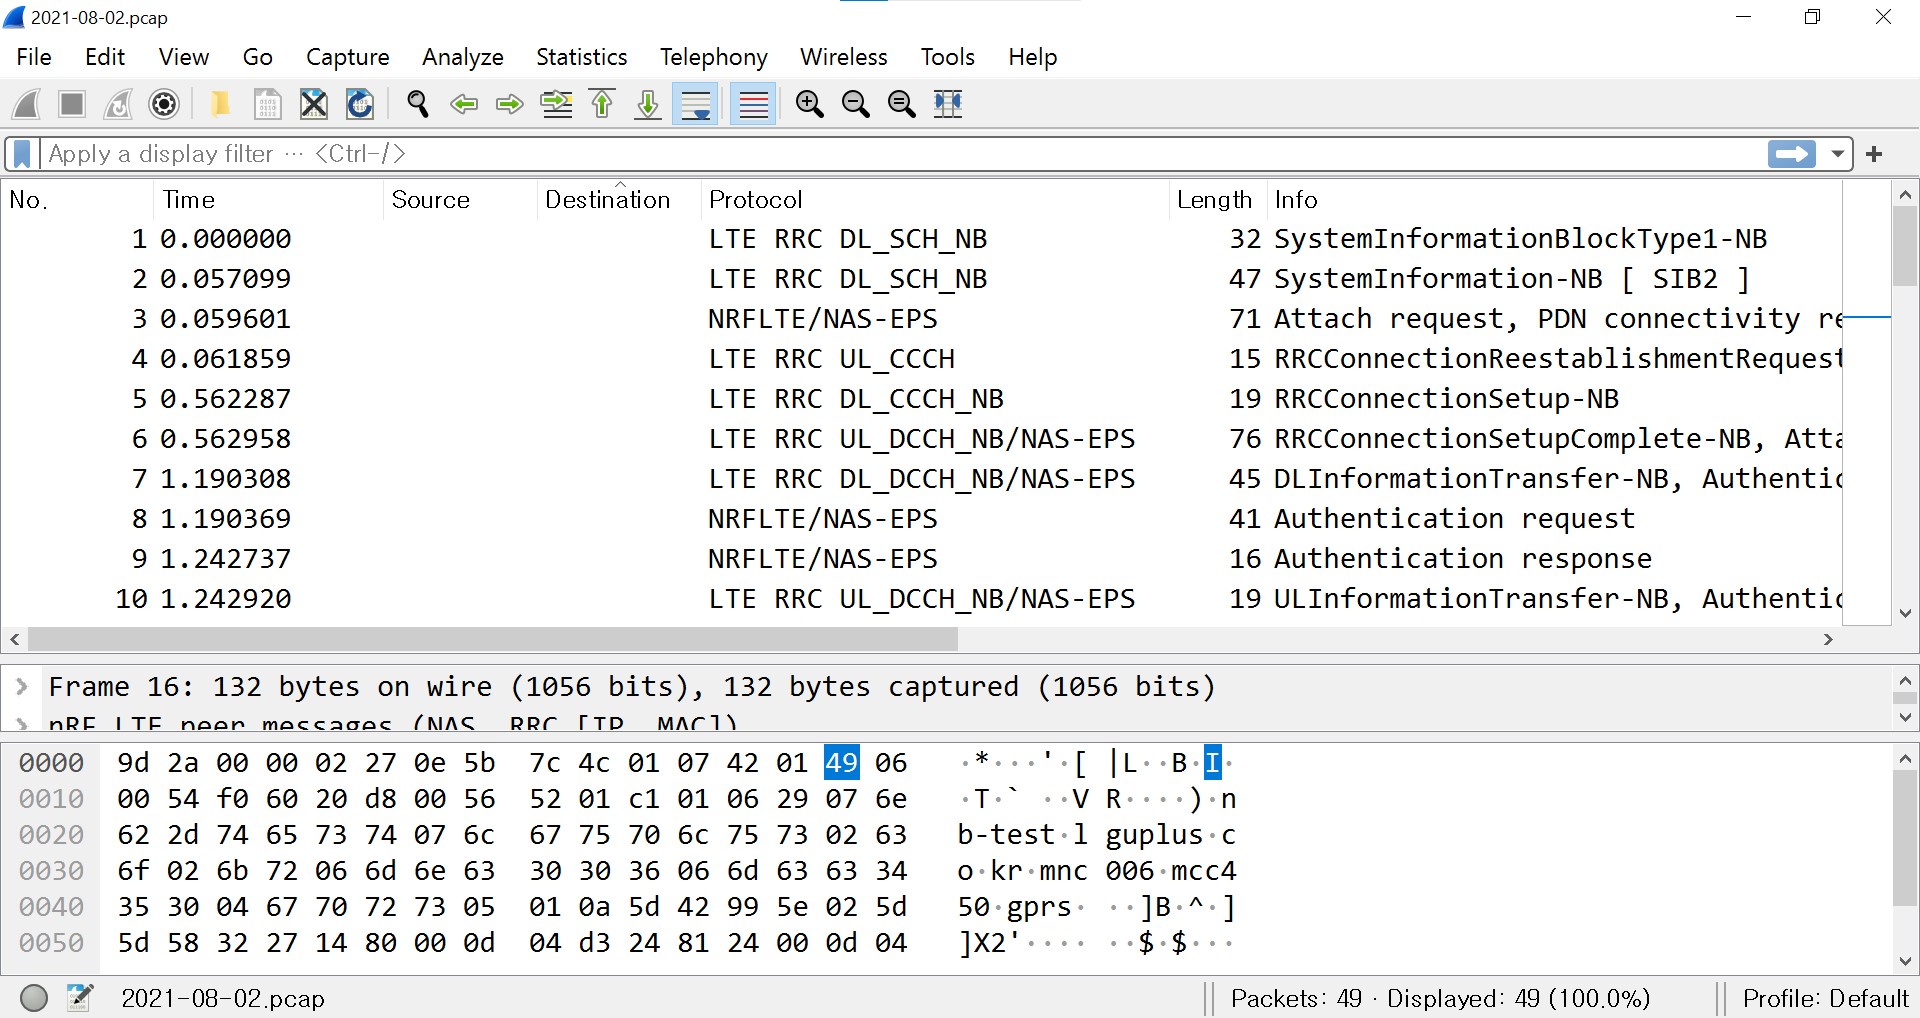 2021-08-02.pcap
File Edit View Go Capture Analyze Statistics Telephony Wireless Tools Help
Apply a display filter ··· <Ctrl-/>
No. Time Source Destination Protocol Length Info
1 0.000000 LTE RRC DL_SCH_NB 32 SystemInformationBlockType1-NB
2 0.057099 LTE RRC DL_SCH_NB 47 SystemInformation-NB [ SIB2 ]
3 0.059601 NRFLTE/NAS-EPS 71 Attach request, PDN connectivity re
4 0.061859 LTE RRC UL_CCCH 15 RRCConnectionReestablishmentRequest
5 0.562287 LTE RRC DL_CCCH_NB 19 RRCConnectionSetup-NB
6 0.562958 LTE RRC UL_DCCH_NB/NAS-EPS 76 RRCConnectionSetupComplete-NB, Atta
7 1.190308 LTE RRC DL_DCCH_NB/NAS-EPS 45 DLInformationTransfer-NB, Authentic
8 1.190369 NRFLTE/NAS-EPS 41 Authentication request
9 1.242737 NRFLTE/NAS-EPS 16 Authentication response
10 1.242920 LTE RRC UL_DCCH_NB/NAS-EPS 19 ULInformationTransfer-NB, Authentic
Frame 16: 132 bytes on wire (1056 bits), 132 bytes captured (1056 bits)
nRF LTE peer messages (NAS, RRC [IP, MAC])
0000 9d 2a 00 00 02 27 0e 5b 7c 4c 01 07 42 01 49 06 ·*···'·[ |L··B·I·
0010 00 54 f0 60 20 d8 00 56 52 01 c1 01 06 29 07 6e ·T·` ··V R····)·n
0020 62 2d 74 65 73 74 07 6c 67 75 70 6c 75 73 02 63 b-test·l guplus·c
0030 6f 02 6b 72 06 6d 6e 63 30 30 36 06 6d 63 63 34 o·kr·mnc 006·mcc4
0040 35 30 04 67 70 72 73 05 01 0a 5d 42 99 5e 02 5d 50·gprs· ··]B·^·]
0050 5d 58 32 27 14 80 00 0d 04 d3 24 81 24 00 0d 04 ]X2'···· ··$·$···
2021-08-02.pcap Packets: 49 · Displayed: 49 (100.0%) Profile: Default